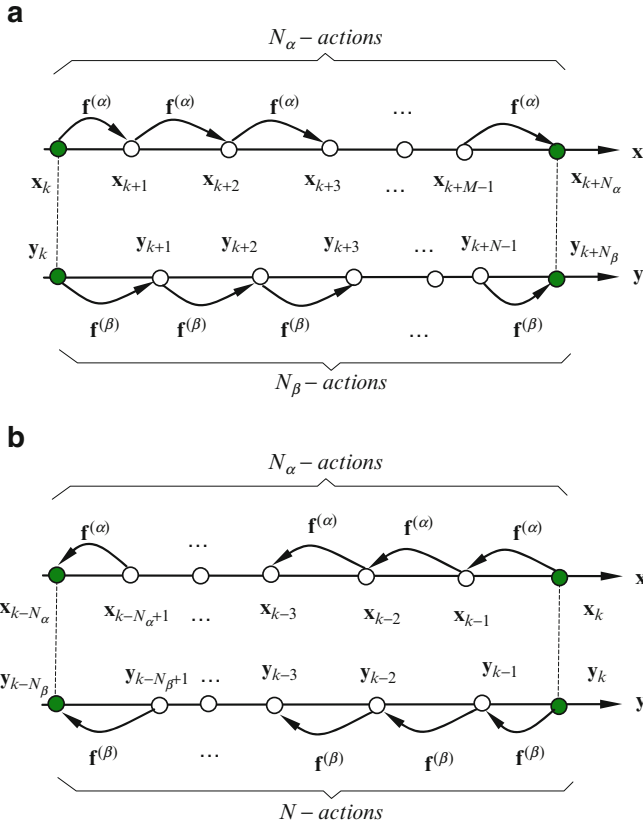 a
N_α – actions
f^(α) f^(α) f^(α) ... f^(α)
x
x_k x_{k+1} x_{k+2} x_{k+3} ... x_{k+M−1} x_{k+N_α}
y_k y_{k+1} y_{k+2} y_{k+3} ... y_{k+N−1} y_{k+N_β}
y
f^(β) f^(β) f^(β) ... f^(β)
N_β – actions
b
N_α – actions
f^(α) ... f^(α) f^(α) f^(α)
x
x_{k−N_α} x_{k−N_α+1} ... x_{k−3} x_{k−2} x_{k−1} x_k
y_{k−N_β} y_{k−N_β+1} ... y_{k−3} y_{k−2} y_{k−1} y_k
y
f^(β) ... f^(β) f^(β) f^(β)
N – actions